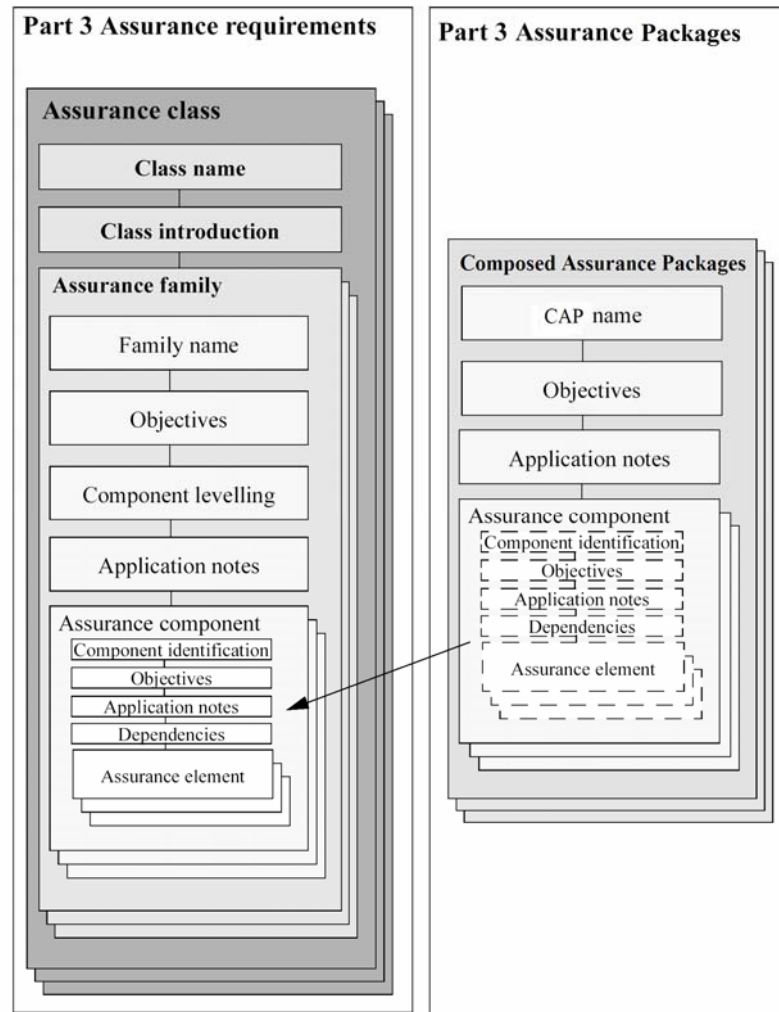 Part 3 Assurance requirements
Assurance class
Class name
Class introduction
Assurance family
Family name
Objectives
Component levelling
Application notes
Assurance component
Component identification
Objectives
Application notes
Dependencies
Assurance element
Part 3 Assurance Packages
Composed Assurance Packages
CAP name
Objectives
Application notes
Assurance component
Component identification
Objectives
Application notes
Dependencies
Assurance element